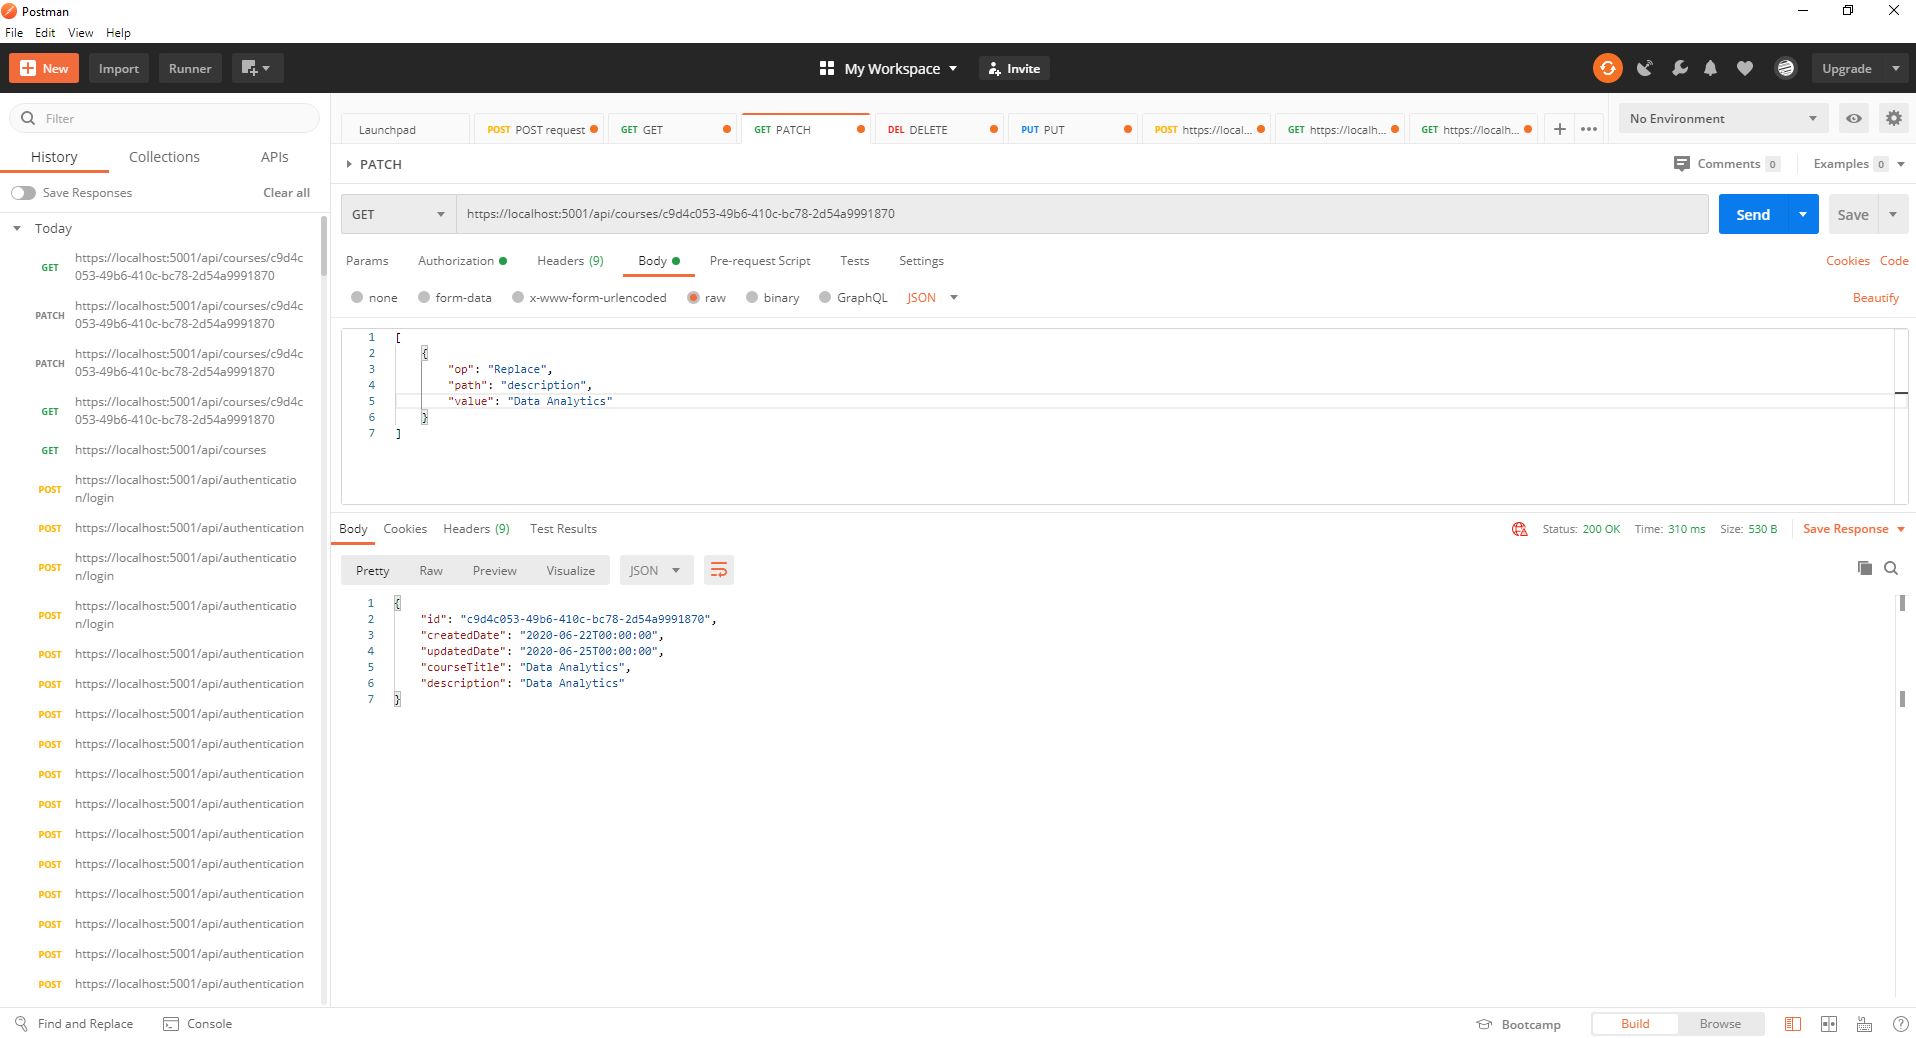 Postman
File Edit View Help
New Import Runner My Workspace Invite Upgrade
Filter
History Collections APIs
Save Responses Clear all
Today
GET https://localhost:5001/api/courses/c9d4c
053-49b6-410c-bc78-2d54a9991870
PATCH https://localhost:5001/api/courses/c9d4c
053-49b6-410c-bc78-2d54a9991870
PATCH https://localhost:5001/api/courses/c9d4c
053-49b6-410c-bc78-2d54a9991870
GET https://localhost:5001/api/courses/c9d4c
053-49b6-410c-bc78-2d54a9991870
GET https://localhost:5001/api/courses
POST https://localhost:5001/api/authenticatio
n/login
POST https://localhost:5001/api/authentication
POST https://localhost:5001/api/authenticatio
n/login
POST https://localhost:5001/api/authenticatio
n/login
POST https://localhost:5001/api/authentication
POST https://localhost:5001/api/authentication
POST https://localhost:5001/api/authentication
POST https://localhost:5001/api/authentication
POST https://localhost:5001/api/authentication
POST https://localhost:5001/api/authentication
POST https://localhost:5001/api/authentication
POST https://localhost:5001/api/authentication
POST https://localhost:5001/api/authentication
POST https://localhost:5001/api/authentication
POST https://localhost:5001/api/authentication
POST https://localhost:5001/api/authentication
Launchpad POST POST request GET GET GET PATCH DEL DELETE PUT PUT POST https://local... GET https://localh... GET https://localh... No Environment
PATCH Comments 0 Examples 0
GET https://localhost:5001/api/courses/c9d4c053-49b6-410c-bc78-2d54a9991870 Send Save
Params Authorization Headers (9) Body Pre-request Script Tests Settings Cookies Code
none form-data x-www-form-urlencoded raw binary GraphQL JSON Beautify
1 [
2 {
3 "op": "Replace",
4 "path": "description",
5 "value": "Data Analytics"
6 }
7 ]
Body Cookies Headers (9) Test Results Status: 200 OK Time: 310 ms Size: 530 B Save Response
Pretty Raw Preview Visualize JSON
1 {
2 "id": "c9d4c053-49b6-410c-bc78-2d54a9991870",
3 "createdDate": "2020-06-22T00:00:00",
4 "updatedDate": "2020-06-25T00:00:00",
5 "courseTitle": "Data Analytics",
6 "description": "Data Analytics"
7 }
Find and Replace Console Bootcamp Build Browse